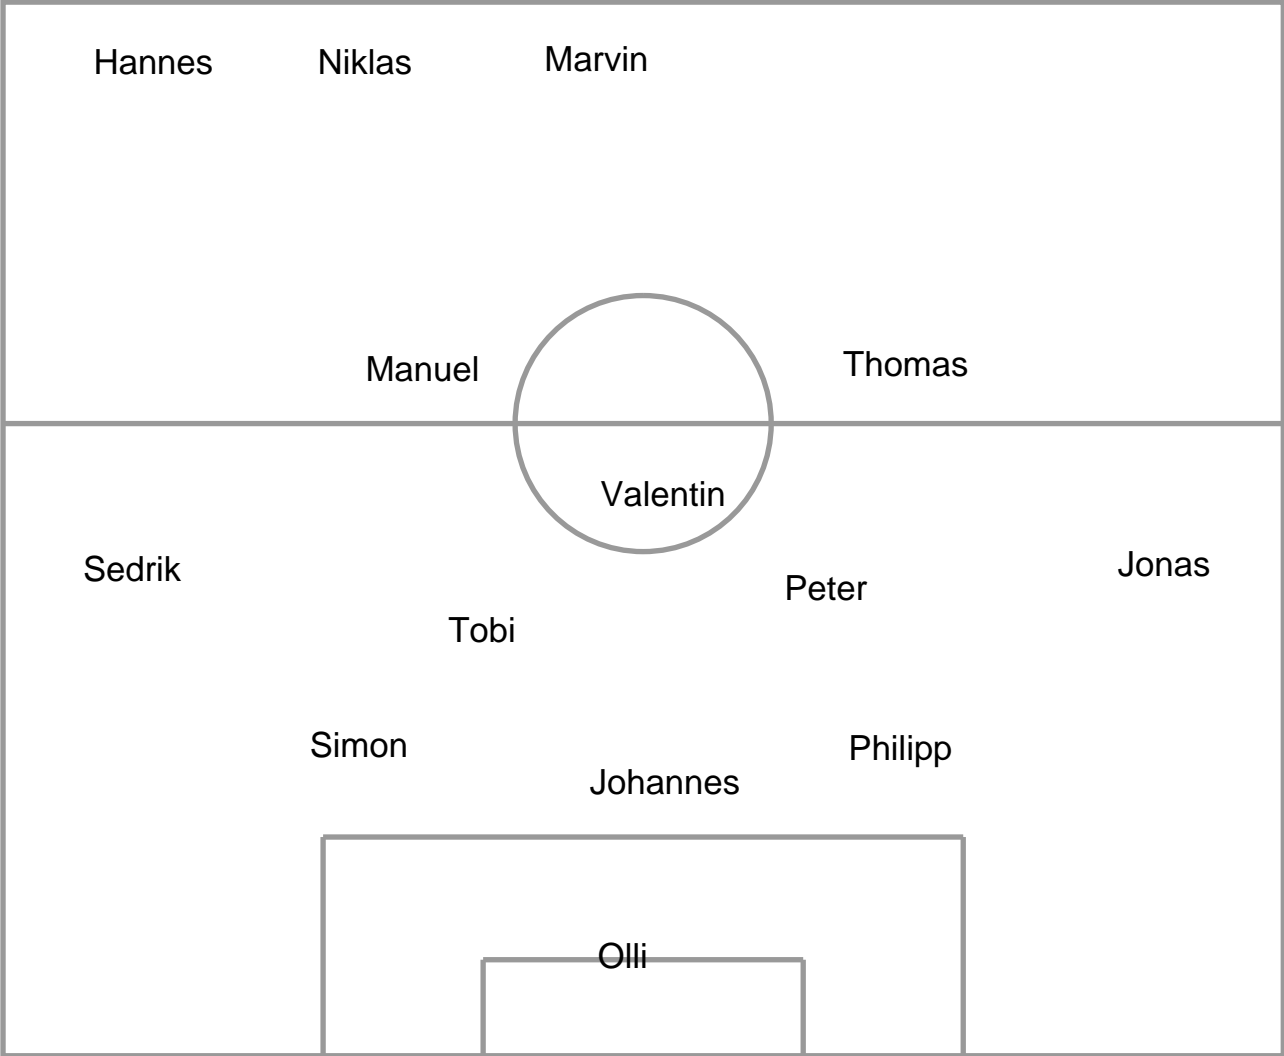 Hannes Niklas Marvin
Manuel Thomas
Valentin
Sedrik Peter Jonas
Tobi
Simon Philipp
Johannes
Olli